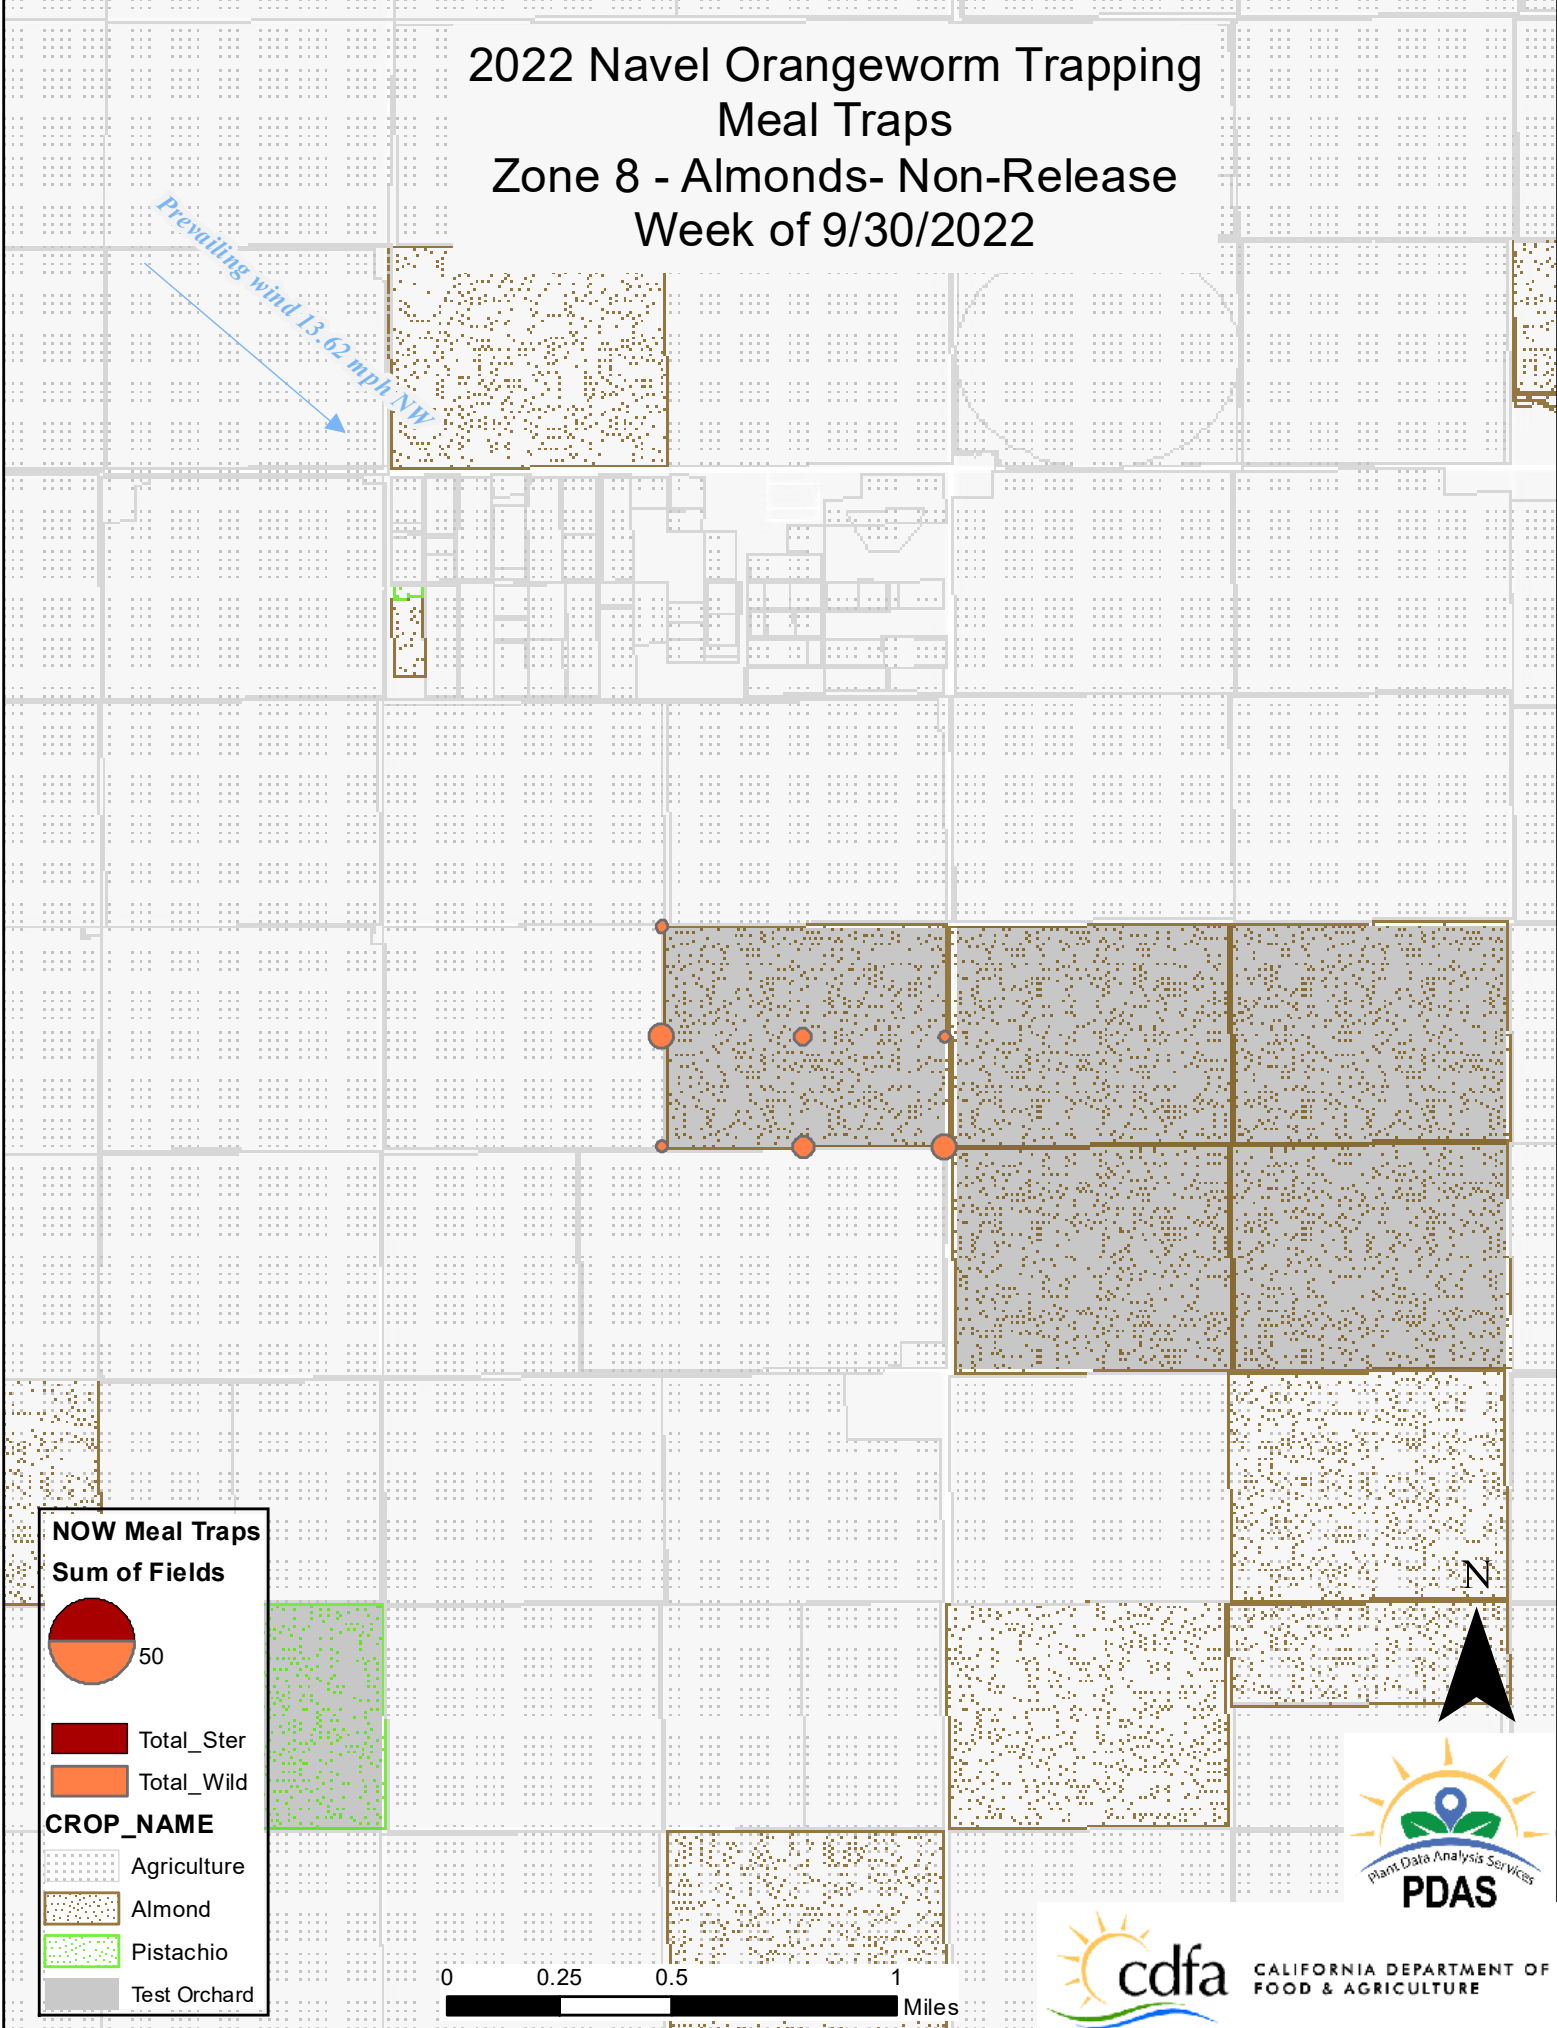 2022 Navel Orangeworm Trapping
Meal Traps
Zone 8 - Almonds- Non-Release
Week of 9/30/2022
Prevailing wind 13.62 mph NW
NOW Meal Traps
Sum of Fields
50
Total_Ster
Total_Wild
CROP_NAME
Agriculture
Almond
Pistachio
Test Orchard
0 0.25 0.5 1
Miles
N
Plant Data Analysis Services
PDAS
cdfa
CALIFORNIA DEPARTMENT OF
FOOD & AGRICULTURE